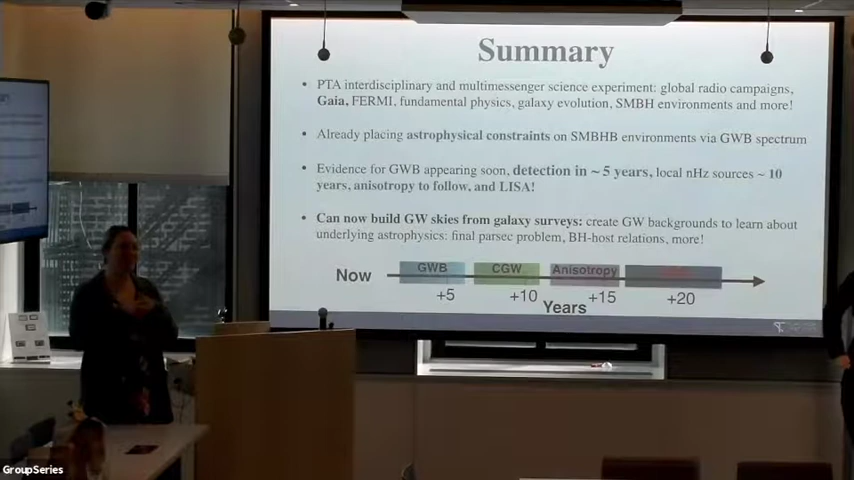 Summary
• PTA interdisciplinary and multimessenger science experiment: global radio campaigns,
Gaia, FERMI, fundamental physics, galaxy evolution, SMBH environments and more!
• Already placing astrophysical constraints on SMBHB environments via GWB spectrum
• Evidence for GWB appearing soon, detection in ~5 years, local nHz sources ~ 10
years, anisotropy to follow, and LISA!
• Can now build GW skies from galaxy surveys: create GW backgrounds to learn about
underlying astrophysics: final parsec problem, BH-host relations, more!
Now
GWB
CGW
Anisotropy
+5
+10
+15
+20
Years
GroupSeries